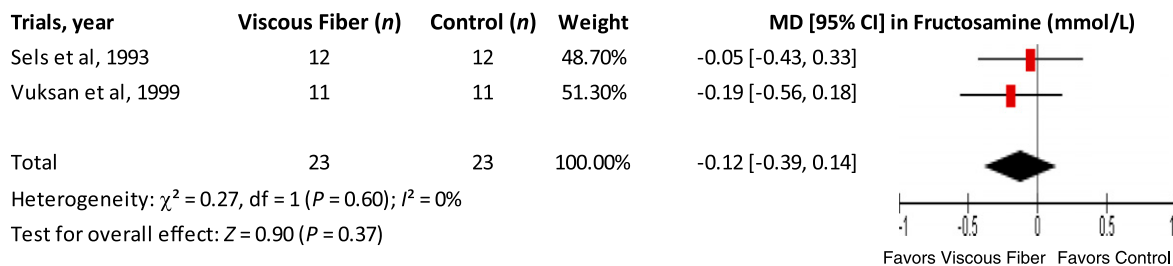 Trials, year Viscous Fiber (n) Control (n) Weight MD [95% CI] in Fructosamine (mmol/L)
Sels et al, 1993 12 12 48.70% -0.05 [-0.43, 0.33]
Vuksan et al, 1999 11 11 51.30% -0.19 [-0.56, 0.18]
Total 23 23 100.00% -0.12 [-0.39, 0.14]
Heterogeneity: χ² = 0.27, df = 1 (P = 0.60); I² = 0%
Test for overall effect: Z = 0.90 (P = 0.37)
-1 -0.5 0 0.5 1
Favors Viscous Fiber Favors Control